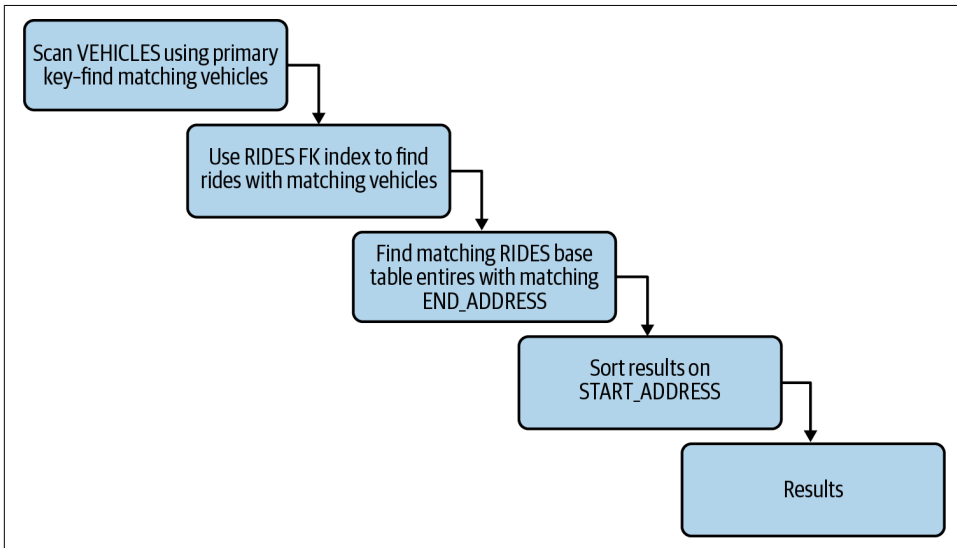 Scan VEHICLES using primary
key–find matching vehicles
Use RIDES FK index to find
rides with matching vehicles
Find matching RIDES base
table entires with matching
END_ADDRESS
Sort results on
START_ADDRESS
Results